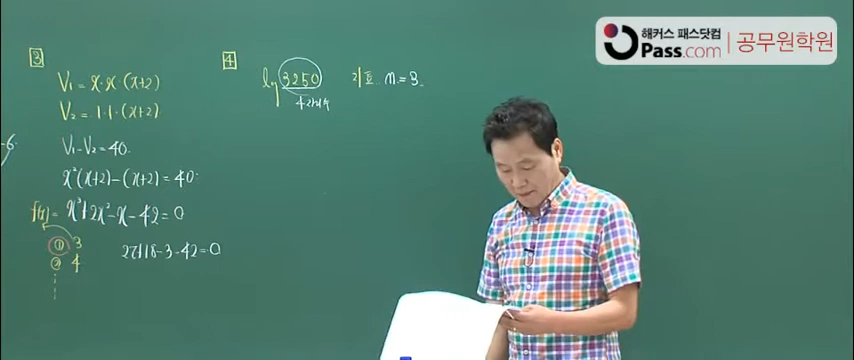 해커스 패스닷컴
Pass.com
공무원학원
3
V₁ = x·x·(x+2)
V₂ = 1·1·(x+2)
V₁-V₂=40.
x²(x+2)-(x+2)=40.
f(x)= x³+2x²-x-42=0
① 3
② 4
27+18-3-42=0
-6
4
log 3250
4자리수
지표 n=3.